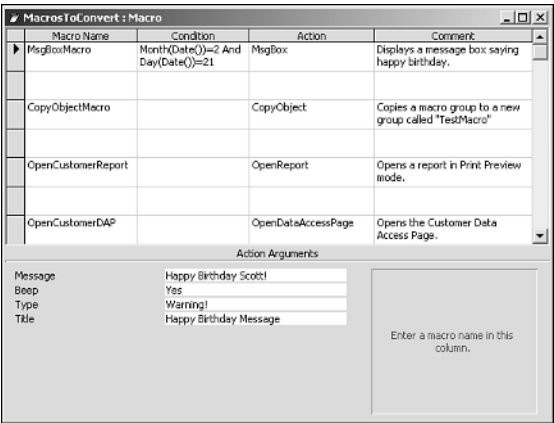 MacrosToConvert : Macro
Macro Name Condition Action Comment
MsgBoxMacro Month(Date())=2 And MsgBox Displays a message box saying
Day(Date())=21 happy birthday.
CopyObjectMacro CopyObject Copies a macro group to a new
group called "TestMacro"
OpenCustomerReport OpenReport Opens a report in Print Preview
mode.
OpenCustomerDAP OpenDataAccessPage Opens the Customer Data
Access Page.
Action Arguments
Message Happy Birthday Scott!
Beep Yes
Type Warning!
Title Happy Birthday Message
Enter a macro name in this
column.